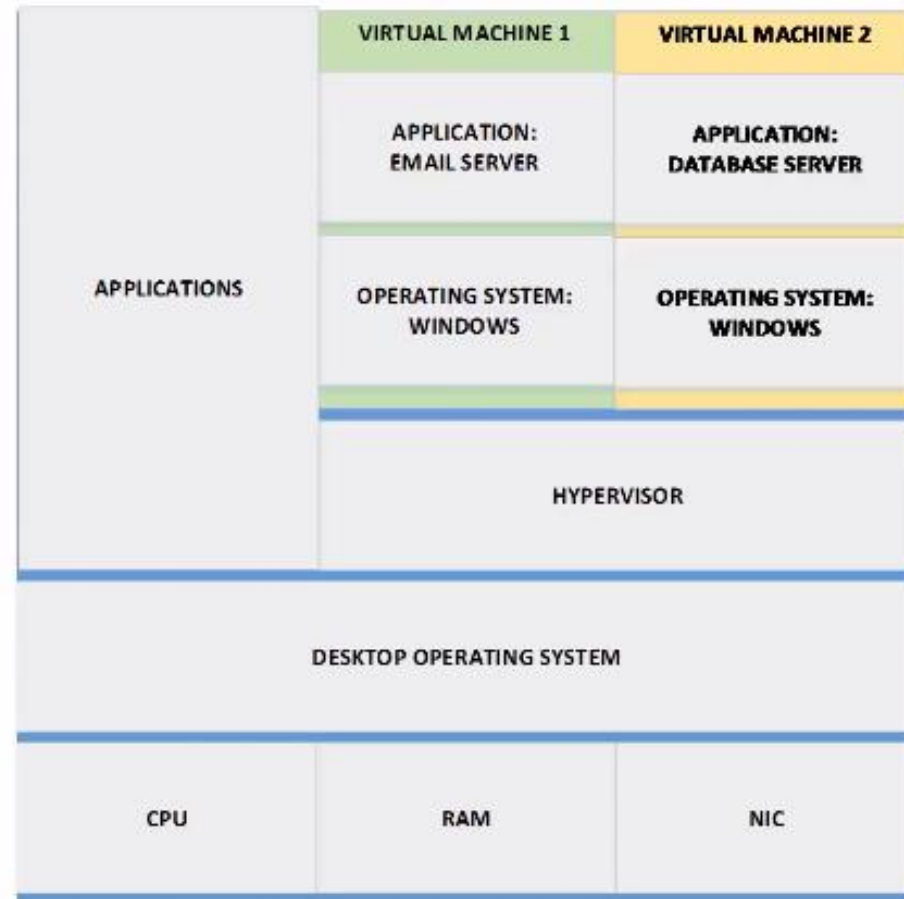 VIRTUAL MACHINE 1
VIRTUAL MACHINE 2
APPLICATION:
EMAIL SERVER
APPLICATION:
DATABASE SERVER
APPLICATIONS
OPERATING SYSTEM:
WINDOWS
OPERATING SYSTEM:
WINDOWS
HYPERVISOR
DESKTOP OPERATING SYSTEM
CPU
RAM
NIC